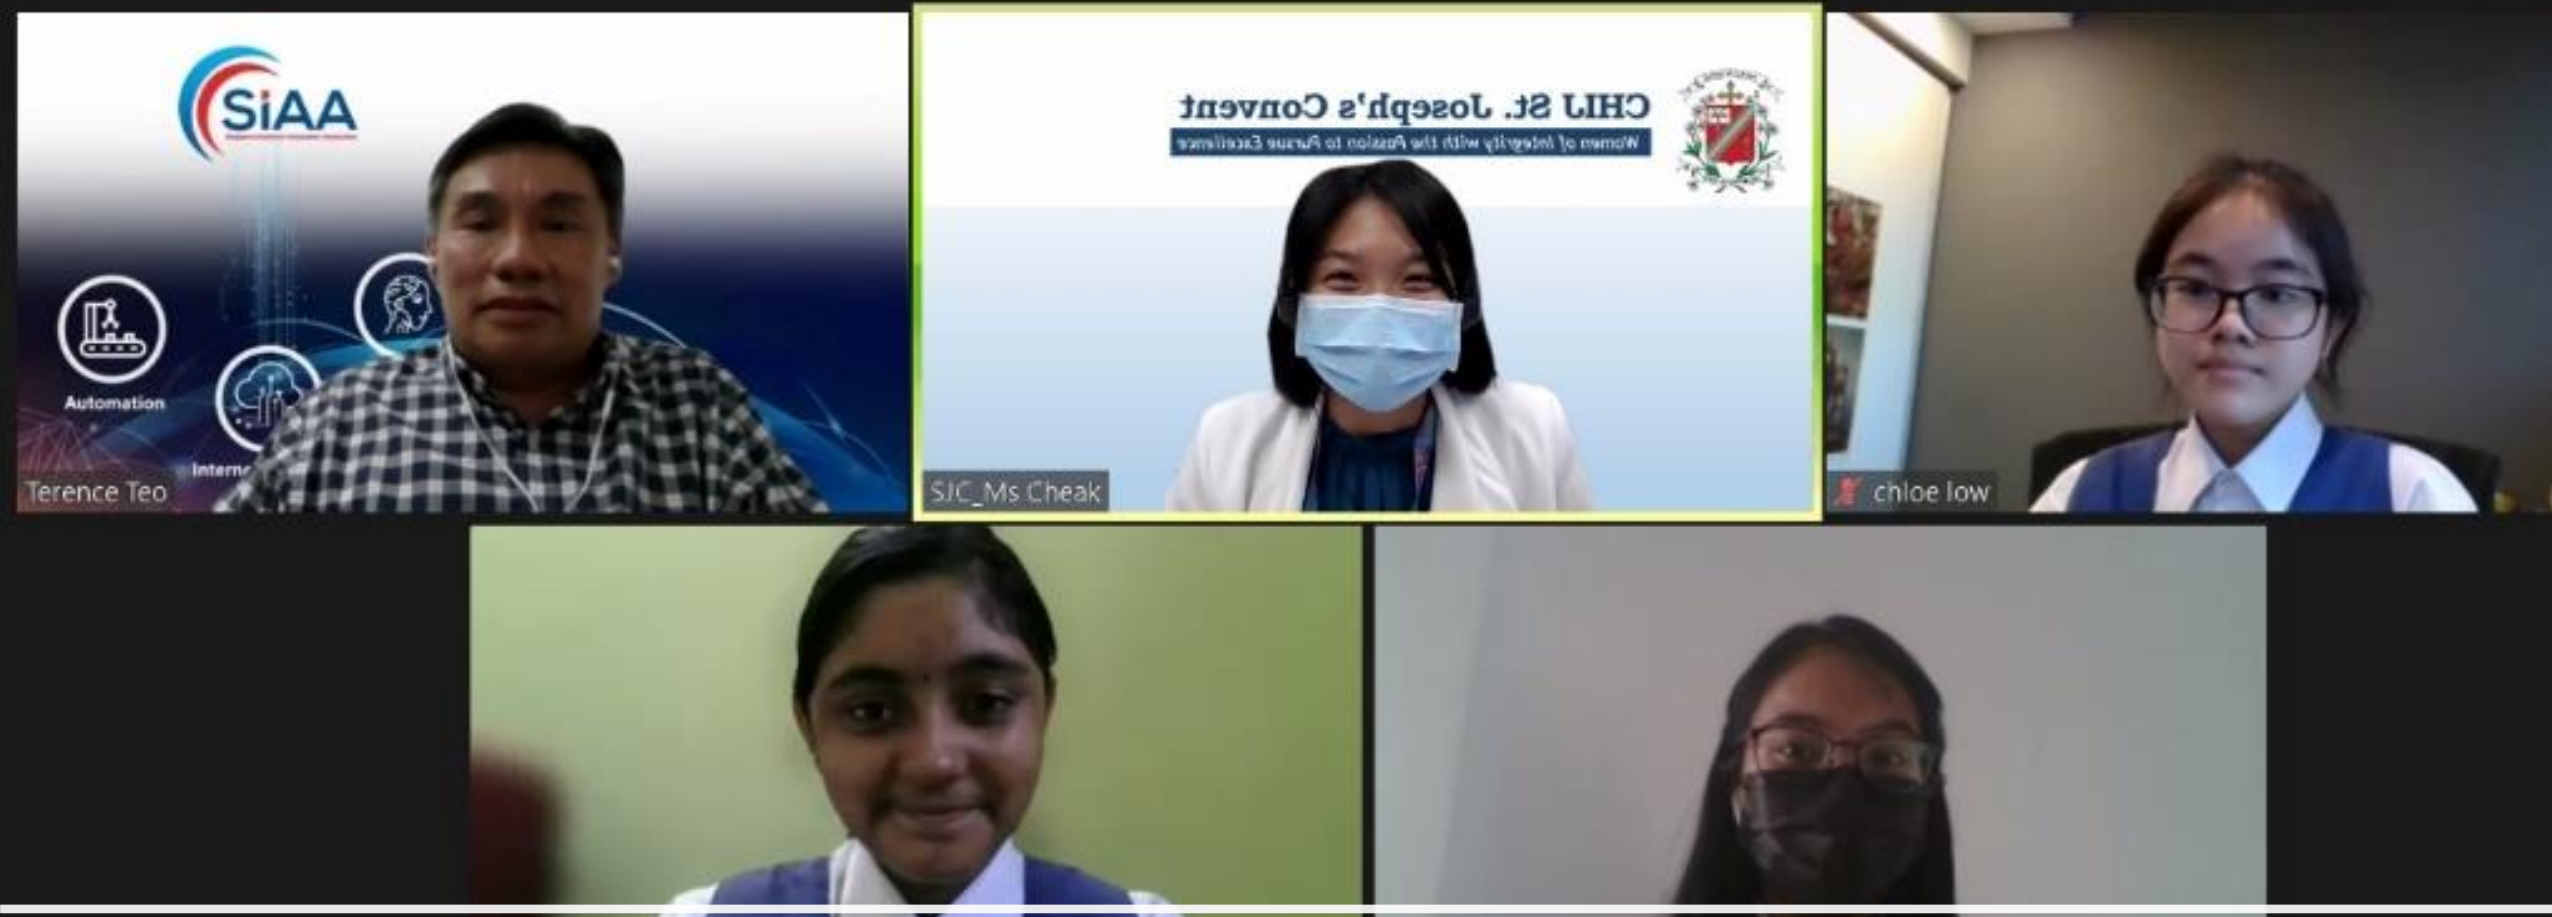 SiAA
CHIJ St. Joseph's Convent
Women of Integrity with the Passion to Pursue Excellence
Automation
Interne
Terence Teo
SJC_Ms Cheak
chloe low